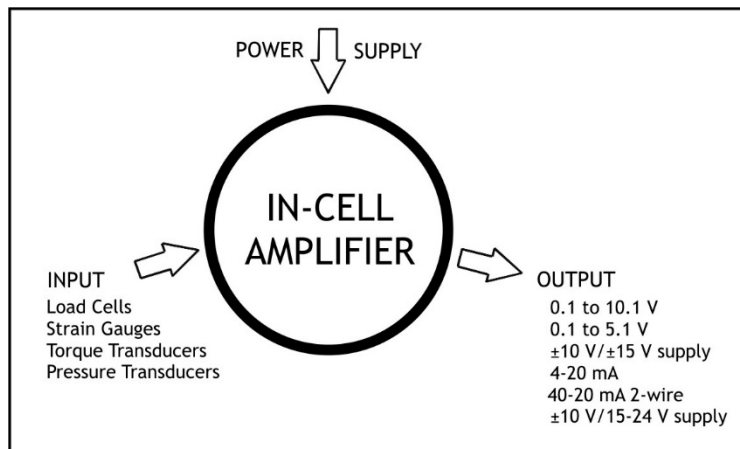 POWER SUPPLY
IN-CELL
AMPLIFIER
INPUT
Load Cells
Strain Gauges
Torque Transducers
Pressure Transducers
OUTPUT
0.1 to 10.1 V
0.1 to 5.1 V
±10 V/±15 V supply
4-20 mA
40-20 mA 2-wire
±10 V/15-24 V supply